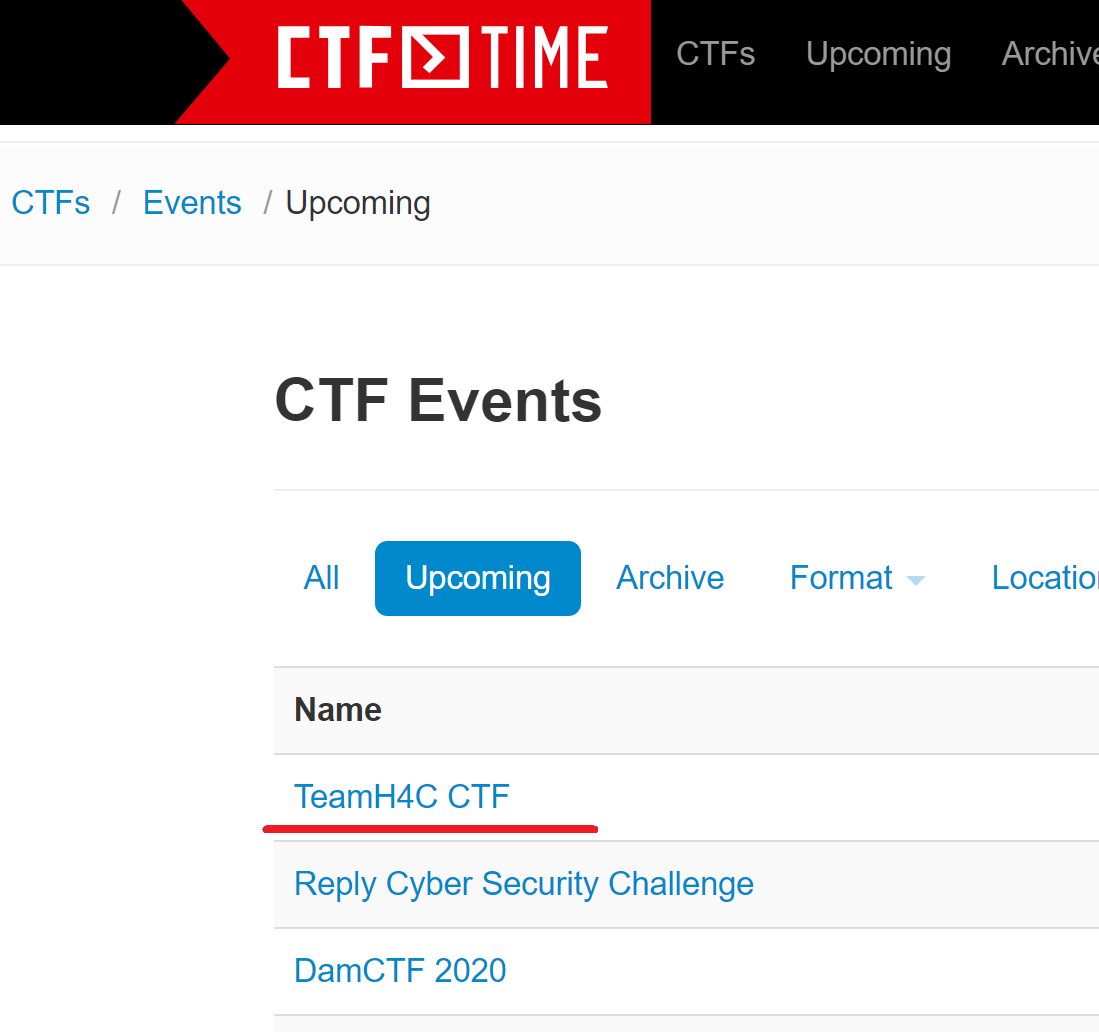 CTF TIME CTFs Upcoming Archive
CTFs / Events / Upcoming
CTF Events
All Upcoming Archive Format Location
Name
TeamH4C CTF
Reply Cyber Security Challenge
DamCTF 2020